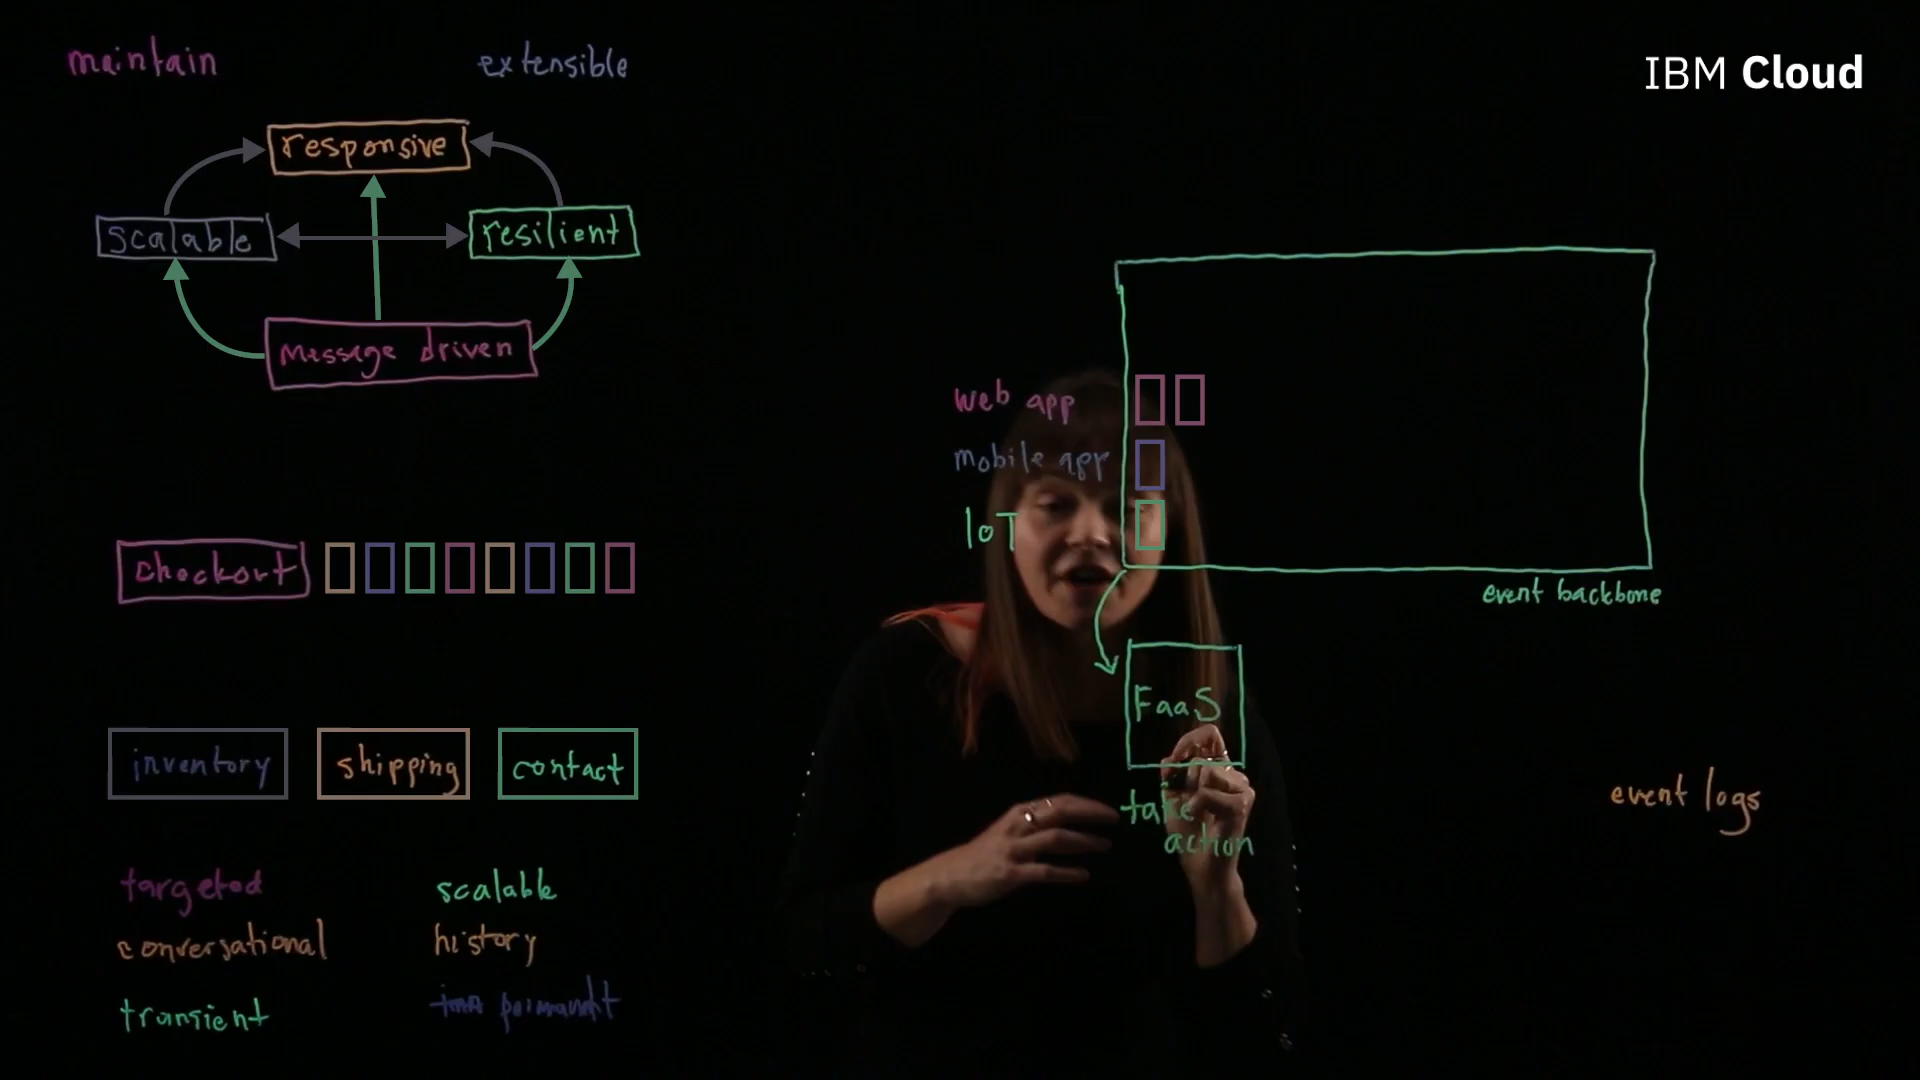 maintain
extensible
IBM Cloud
responsive
scalable
resilient
Message driven
web app
mobile app
IoT
checkout
event backbone
FaaS
inventory
shipping
contact
take
action
event logs
targeted
scalable
conversational
history
transient